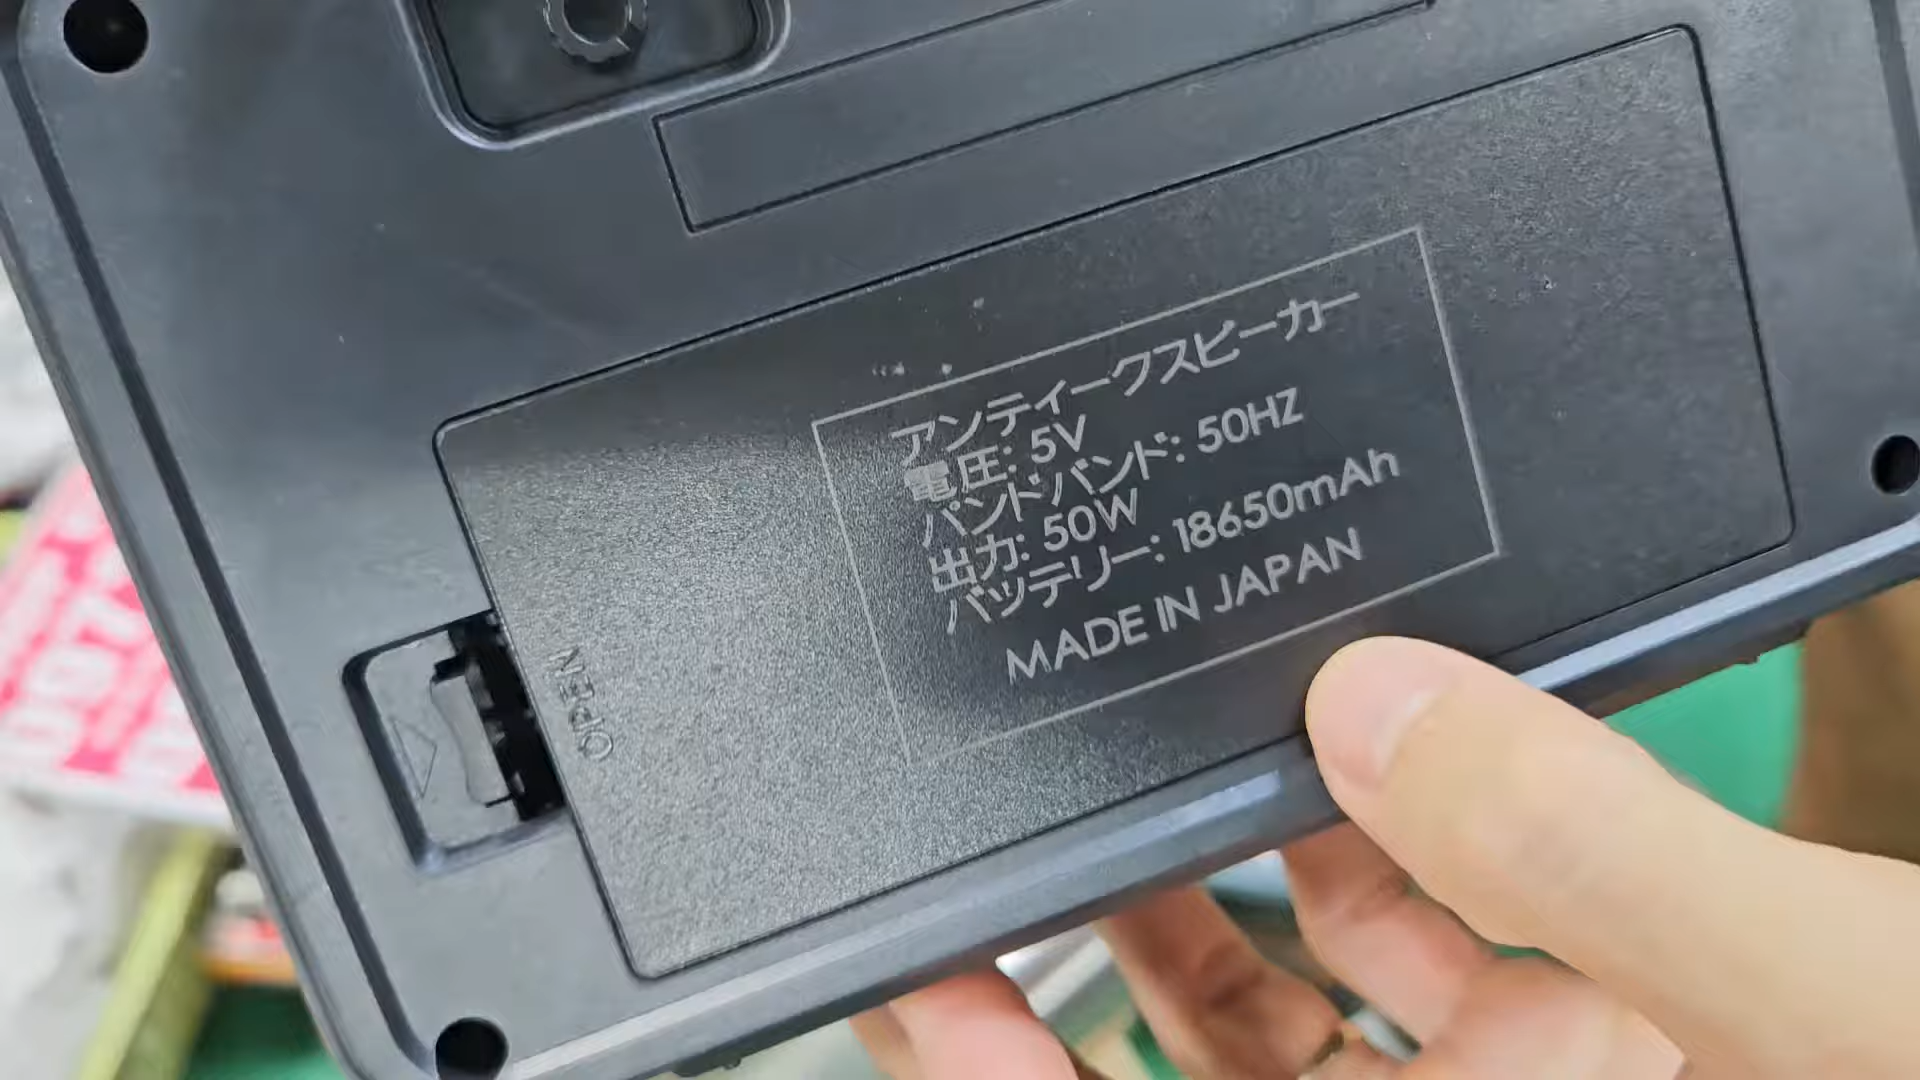 アンティークスピーカー
電圧: 5V
バンドバンド: 50HZ
出力: 50W
バッテリー: 18650mAh
MADE IN JAPAN
OPEN